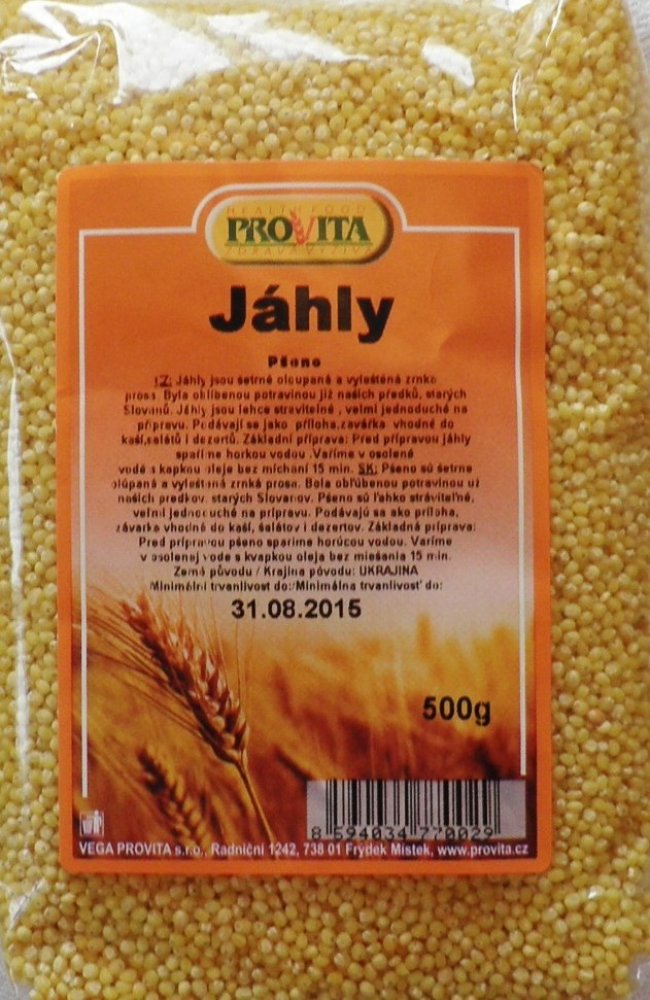 HEALTH FOOD
PROVITA
ZDRAVÁ VÝŽIVA
Jáhly
Pšeno
CZ: Jáhly jsou šetrně oloupaná a vyleštěná zrnka
prosa. Byla oblíbenou potravinou již našich předků, starých
Slovanů. Jáhly jsou lehce stravitelné , velmi jednoduché na
přípravu. Podávají se jako příloha,zavářka vhodné do
kaší,salátů i dezertů. Základní příprava: Před přípravou jáhly
spaříme horkou vodou .Vaříme v osolené
vodě s kapkou oleje bez míchání 15 min. SK: Pšeno sú šetrne
olúpané a vyleštené zrnká prosa. Bola obľúbenou potravinou už
našich predkov, starých Slovanov. Pšeno sú ľahko stráviteľné,
veľmi jednoduché na prípravu. Podávajú sa ako príloha,
závarka vhodné do kaší, šalátov i dezertov. Základná príprava:
Pred prípravou pšeno sparíme horúcou vodou. Varíme
v osolenej vode s kvapkou oleja bez miešania 15 min.
Země původu / Krajina pôvodu: UKRAJINA
Minimální trvanlivost do:/Minimálna trvanlivosť do:
31.08.2015
500g
8 594034 770029
VEGA PROVITA s.r.o., Radniční 1242, 738 01 Frýdek Místek, www.provita.cz